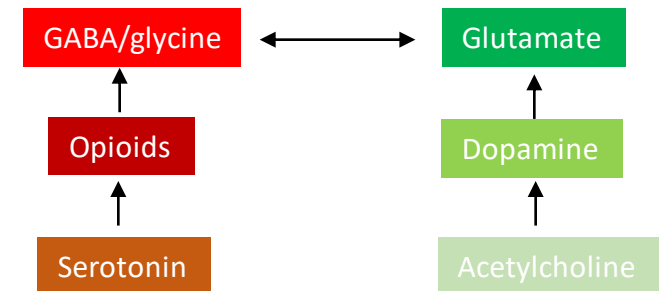 GABA/glycine
Glutamate
Opioids
Dopamine
Serotonin
Acetylcholine